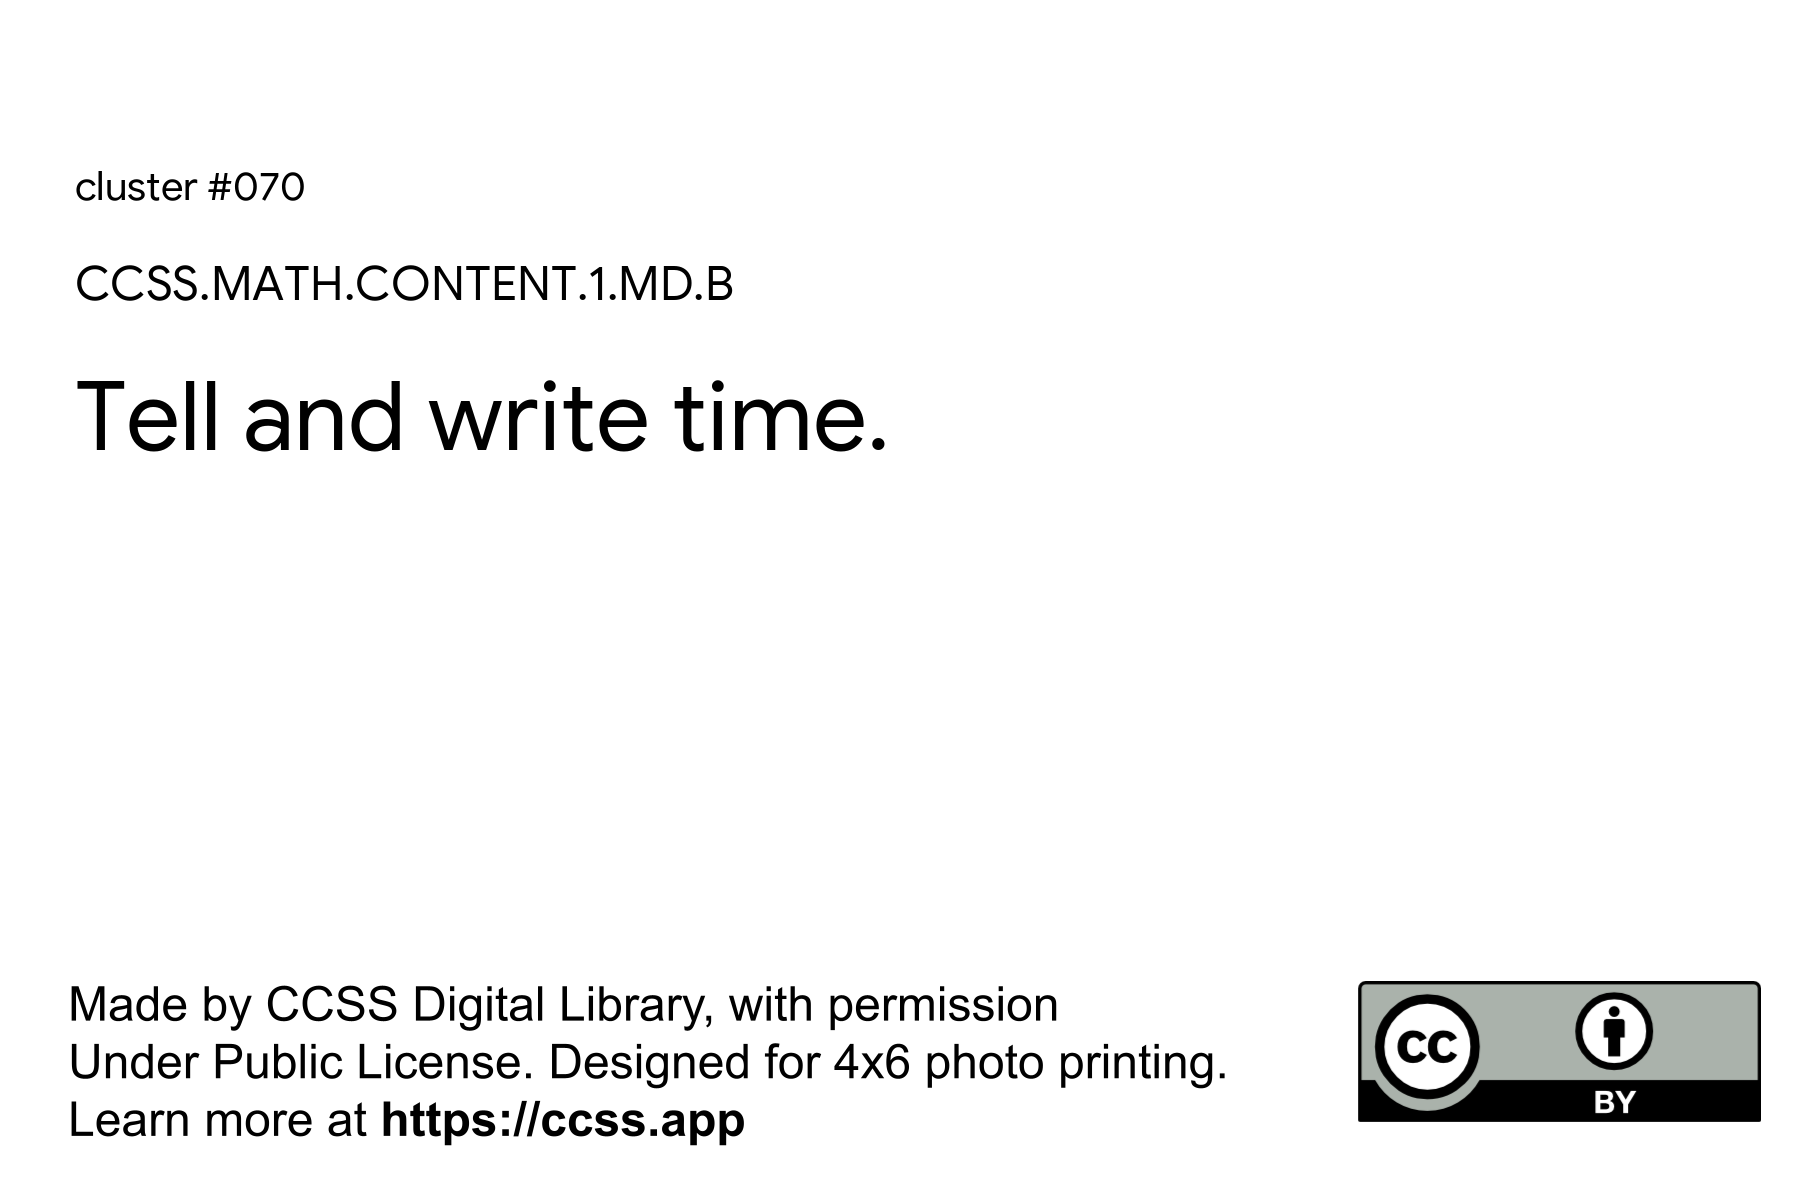 cluster #070
CCSS.MATH.CONTENT.1.MD.B
Tell and write time.
Made by CCSS Digital Library, with permission
Under Public License. Designed for 4x6 photo printing.
Learn more at https://ccss.app
cc
BY